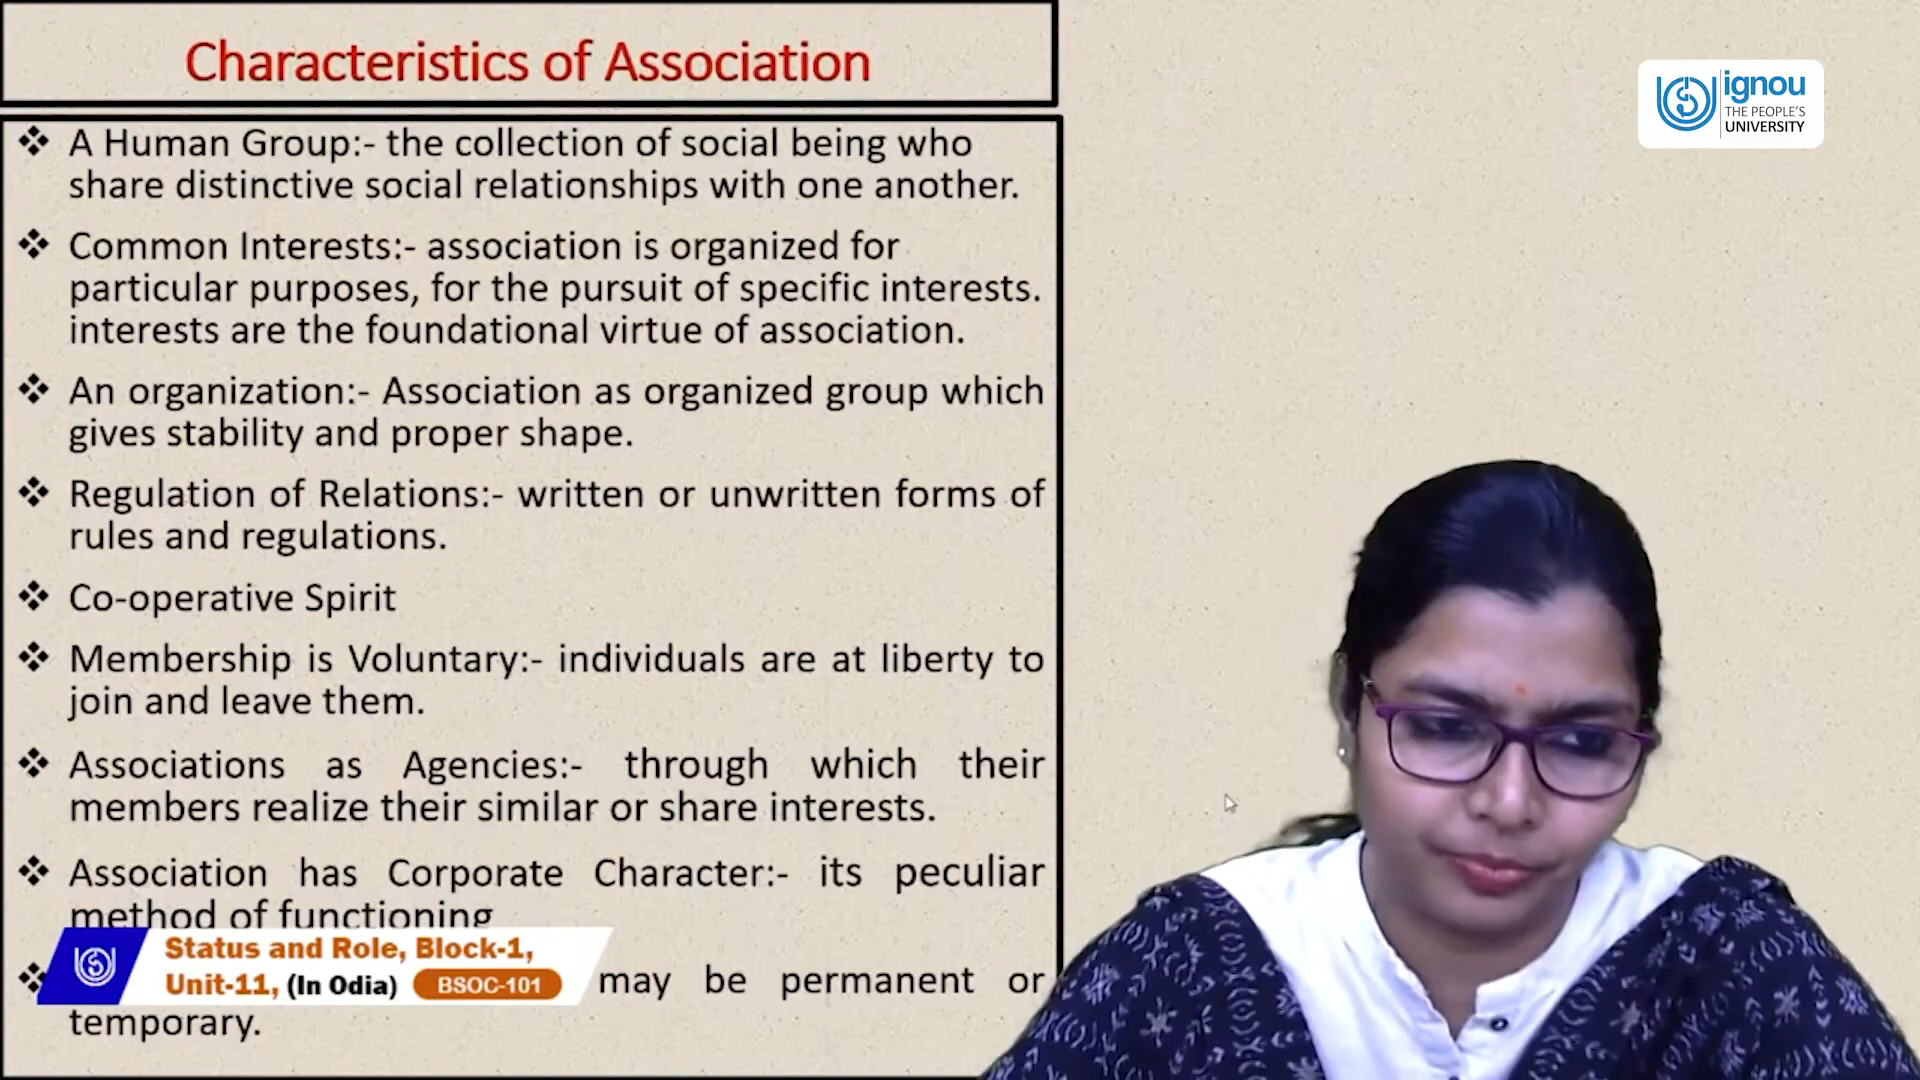 Characteristics of Association
ignou
THE PEOPLE'S
UNIVERSITY
❖ A Human Group:- the collection of social being who
share distinctive social relationships with one another.
❖ Common Interests:- association is organized for
particular purposes, for the pursuit of specific interests.
interests are the foundational virtue of association.
❖ An organization:- Association as organized group which
gives stability and proper shape.
❖ Regulation of Relations:- written or unwritten forms of
rules and regulations.
❖ Co-operative Spirit
❖ Membership is Voluntary:- individuals are at liberty to
join and leave them.
❖ Associations as Agencies:- through which their
members realize their similar or share interests.
❖ Association has Corporate Character:- its peculiar
method of functioning
❖ may be permanent or
temporary.
Status and Role, Block-1,
Unit-11, (In Odia) BSOC-101